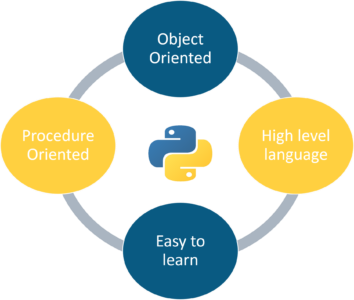 Object
Oriented
Procedure
Oriented
High level
language
Easy to
learn